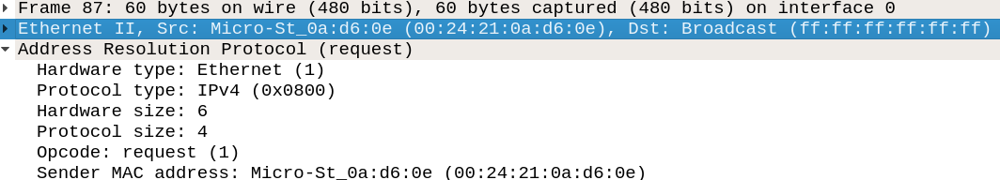 Frame 87: 60 bytes on wire (480 bits), 60 bytes captured (480 bits) on interface 0
Ethernet II, Src: Micro-St_0a:d6:0e (00:24:21:0a:d6:0e), Dst: Broadcast (ff:ff:ff:ff:ff:ff)
Address Resolution Protocol (request)
Hardware type: Ethernet (1)
Protocol type: IPv4 (0x0800)
Hardware size: 6
Protocol size: 4
Opcode: request (1)
Sender MAC address: Micro-St_0a:d6:0e (00:24:21:0a:d6:0e)